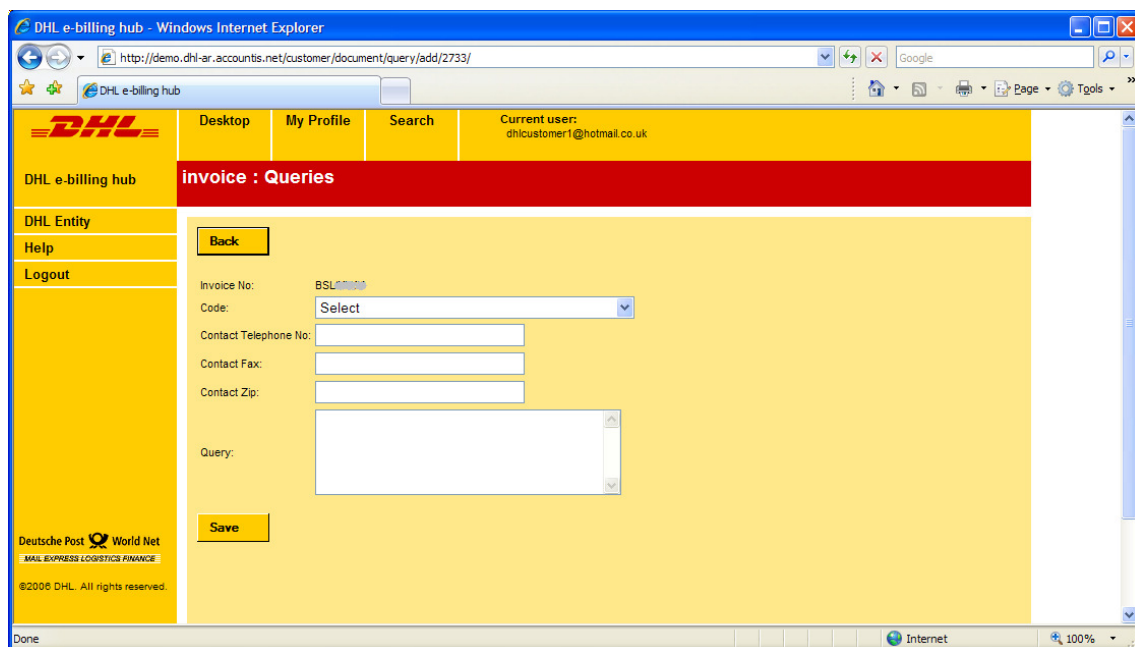 DHL e-billing hub - Windows Internet Explorer
http://demo.dhl-ar.accountis.net/customer/document/query/add/2733/
Google
DHL e-billing hub
Page
Tools
DHL
Desktop
My Profile
Search
Current user:
dhlcustomer1@hotmail.co.uk
DHL e-billing hub
invoice : Queries
DHL Entity
Help
Logout
Back
Invoice No: BSL
Code: Select
Contact Telephone No:
Contact Fax:
Contact Zip:
Query:
Save
Deutsche Post World Net
MAIL EXPRESS LOGISTICS FINANCE
©2006 DHL. All rights reserved.
Done
Internet
100%